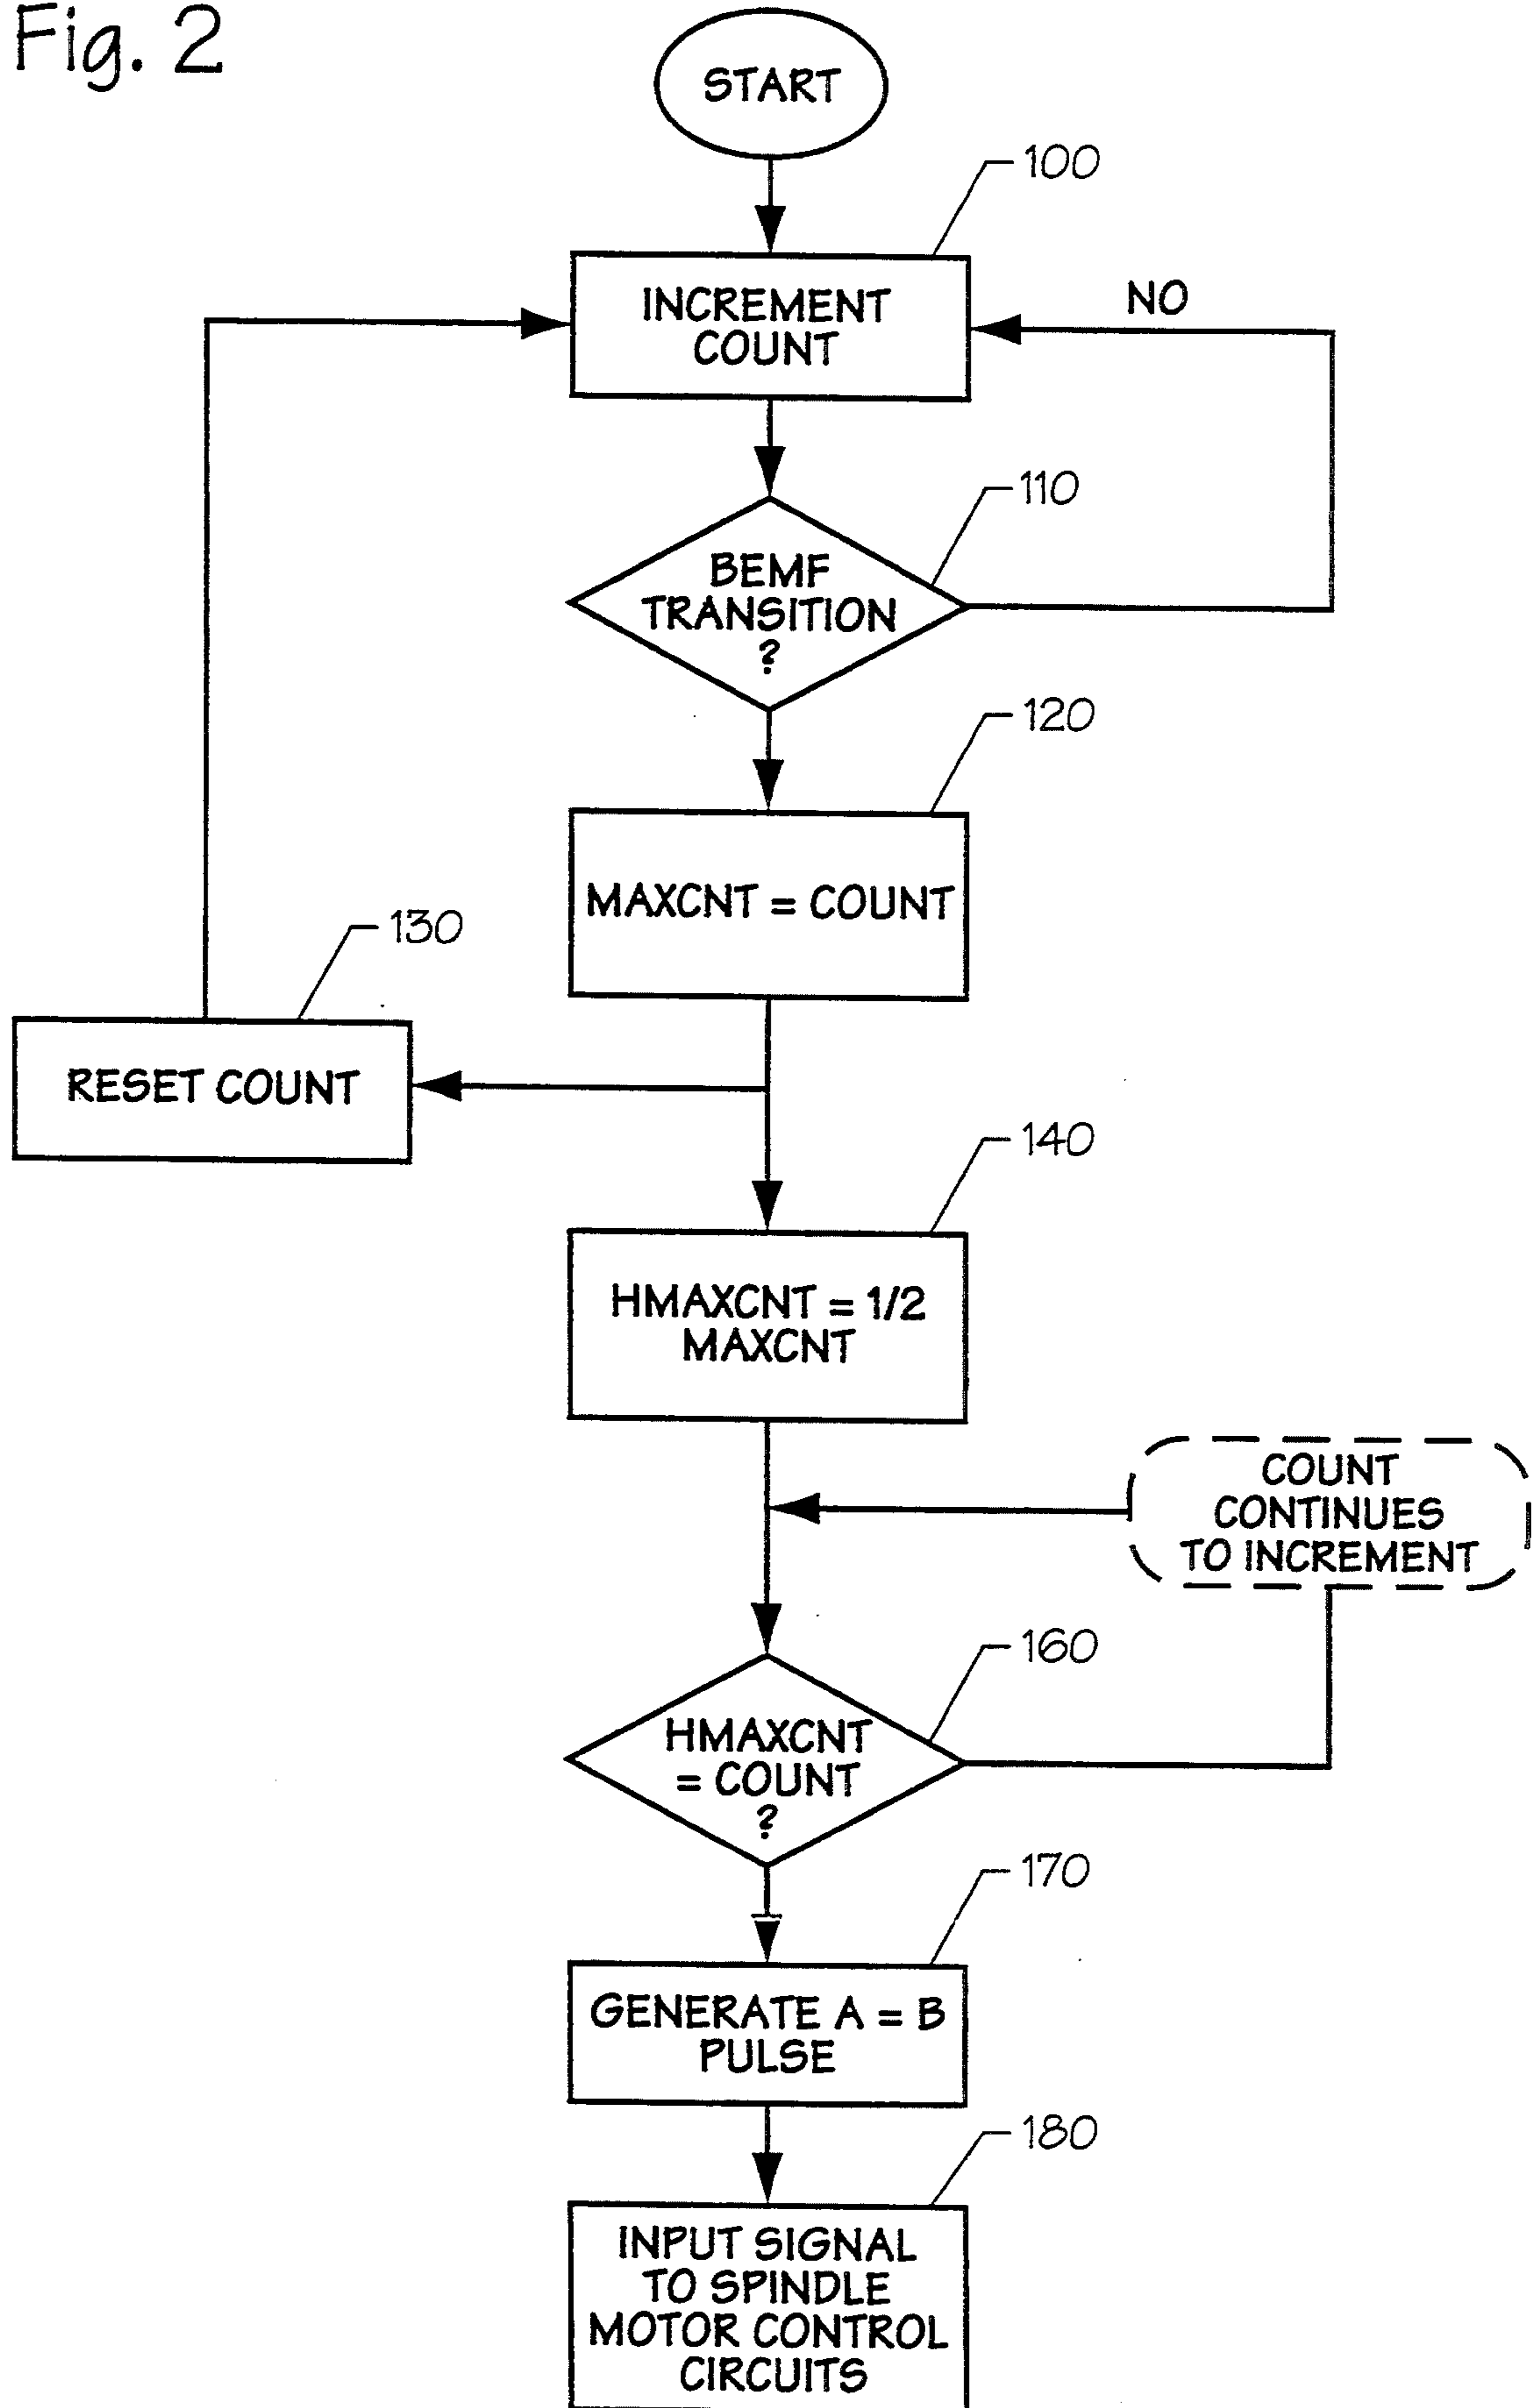 Fig. 2
START
100
INCREMENT
COUNT
NO
110
BEMF
TRANSITION
?
120
MAXCNT = COUNT
130
RESET COUNT
140
HMAXCNT = 1/2
MAXCNT
COUNT
CONTINUES
TO INCREMENT
160
HMAXCNT
= COUNT
?
170
GENERATE A = B
PULSE
180
INPUT SIGNAL
TO SPINDLE
MOTOR CONTROL
CIRCUITS